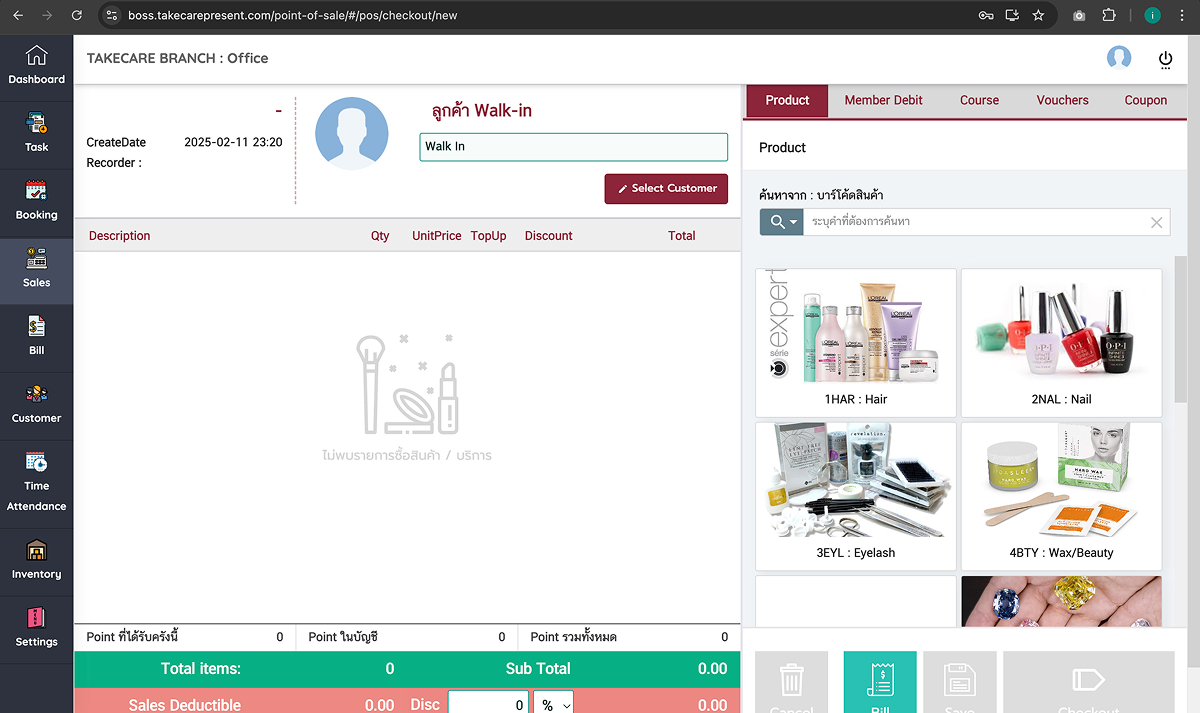 boss.takecarepresent.com/point-of-sale/#/pos/checkout/new
i
Dashboard
Task
Booking
Sales
Bill
Customer
Time
Attendance
Inventory
Settings
TAKECARE BRANCH : Office
-
CreateDate 2025-02-11 23:20
Recorder :
ลูกค้า Walk-in
Walk In
Select Customer
Description Qty UnitPrice TopUp Discount Total
ไม่พบรายการซื้อสินค้า / บริการ
Point ที่ได้รับครั้งนี้ 0 Point ในบัญชี 0 Point รวมทั้งหมด 0
Total items: 0 Sub Total 0.00
Sales Deductible 0.00 Disc 0 % 0.00
Product Member Debit Course Vouchers Coupon
Product
ค้นหาจาก : บาร์โค้ดสินค้า
ระบุคำที่ต้องการค้นหา
expert
série
L'OREAL
L'OREAL
1HAR : Hair
O·P·I
O·P·I
O·P·I
2NAL : Nail
revelation.
3EYL : Eyelash
HARD WAX
4BTY : Wax/Beauty
Cancel Bill Save Checkout